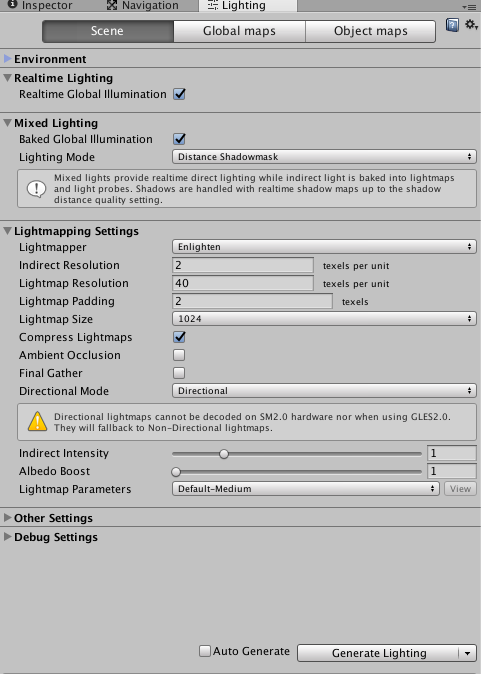 Inspector Navigation Lighting
Scene Global maps Object maps
Environment
Realtime Lighting
Realtime Global Illumination
Mixed Lighting
Baked Global Illumination
Lighting Mode Distance Shadowmask
Mixed lights provide realtime direct lighting while indirect light is baked into lightmaps
and light probes. Shadows are handled with realtime shadow maps up to the shadow
distance quality setting.
Lightmapping Settings
Lightmapper Enlighten
Indirect Resolution 2 texels per unit
Lightmap Resolution 40 texels per unit
Lightmap Padding 2 texels
Lightmap Size 1024
Compress Lightmaps
Ambient Occlusion
Final Gather
Directional Mode Directional
Directional lightmaps cannot be decoded on SM2.0 hardware nor when using GLES2.0.
They will fallback to Non-Directional lightmaps.
Indirect Intensity 1
Albedo Boost 1
Lightmap Parameters Default-Medium View
Other Settings
Debug Settings
Auto Generate Generate Lighting